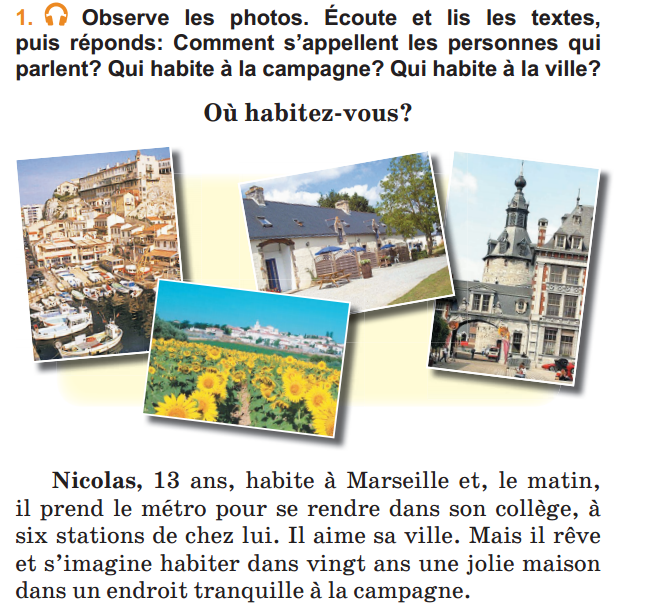 1. Observe les photos. Écoute et lis les textes,
puis réponds: Comment s'appellent les personnes qui
parlent? Qui habite à la campagne? Qui habite à la ville?
Où habitez-vous?
Nicolas, 13 ans, habite à Marseille et, le matin,
il prend le métro pour se rendre dans son collège, à
six stations de chez lui. Il aime sa ville. Mais il rêve
et s'imagine habiter dans vingt ans une jolie maison
dans un endroit tranquille à la campagne.